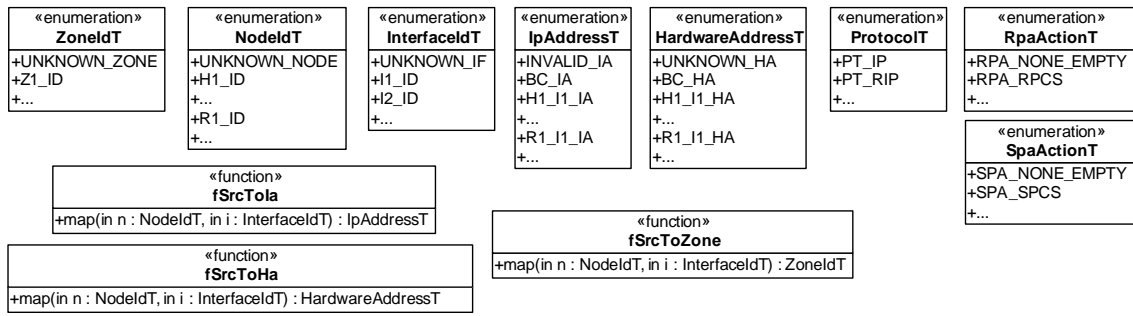 «enumeration»
ZoneIdT
+UNKNOWN_ZONE
+Z1_ID
+...
«enumeration»
NodeIdT
+UNKNOWN_NODE
+H1_ID
+...
+R1_ID
+...
«enumeration»
InterfaceIdT
+UNKNOWN_IF
+I1_ID
+I2_ID
+...
«enumeration»
IpAddressT
+INVALID_IA
+BC_IA
+H1_I1_IA
+...
+R1_I1_IA
+...
«enumeration»
HardwareAddressT
+UNKNOWN_HA
+BC_HA
+H1_I1_HA
+...
+R1_I1_HA
+...
«enumeration»
ProtocolT
+PT_IP
+PT_RIP
+...
«enumeration»
RpaActionT
+RPA_NONE_EMPTY
+RPA_RPCS
+...
«enumeration»
SpaActionT
+SPA_NONE_EMPTY
+SPA_SPCS
+...
«function»
fSrcToIa
+map(in n : NodeIdT, in i : InterfaceIdT) : IpAddressT
«function»
fSrcToZone
+map(in n : NodeIdT, in i : InterfaceIdT) : ZoneIdT
«function»
fSrcToHa
+map(in n : NodeIdT, in i : InterfaceIdT) : HardwareAddressT